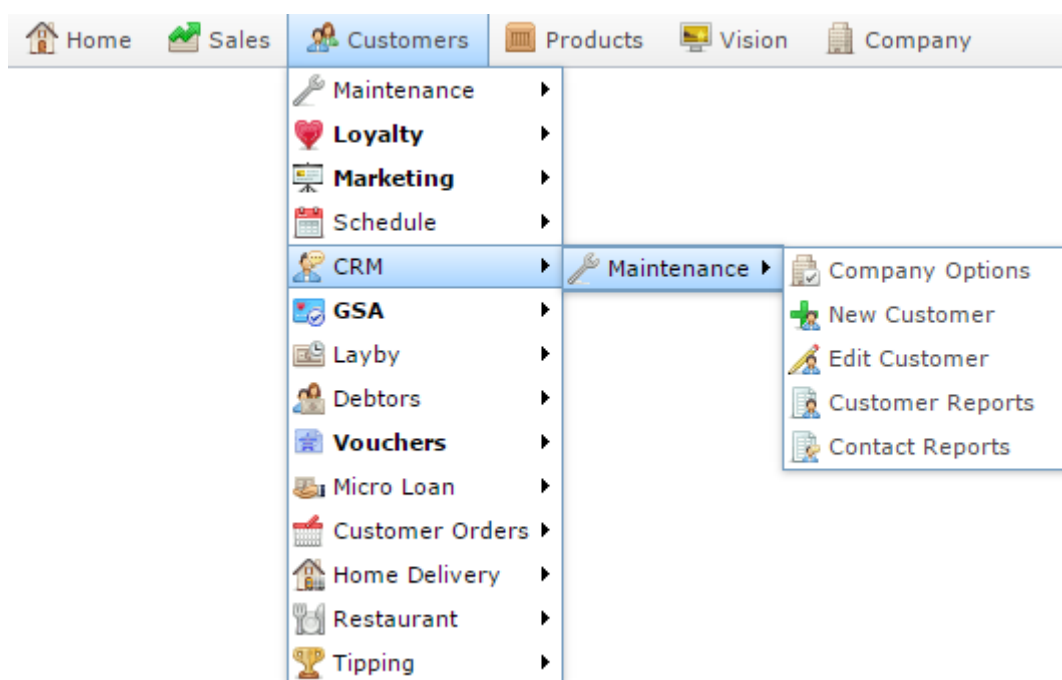 Home Sales Customers Products Vision Company
Maintenance
Loyalty
Marketing
Schedule
CRM
Maintenance
Company Options
New Customer
Edit Customer
Customer Reports
Contact Reports
GSA
Layby
Debtors
Vouchers
Micro Loan
Customer Orders
Home Delivery
Restaurant
Tipping